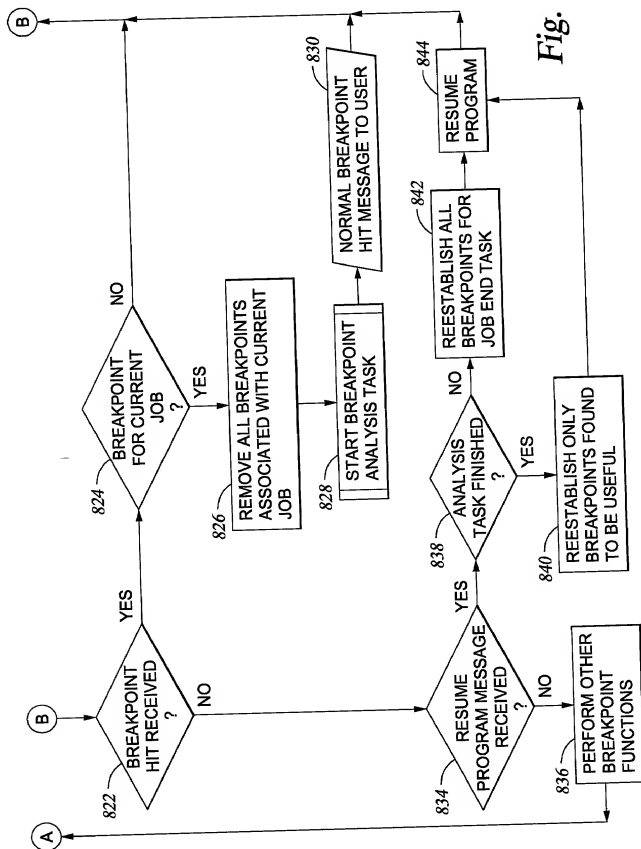 B
822
BREAKPOINT
HIT RECEIVED
?
YES
NO
824
BREAKPOINT
FOR CURRENT
JOB
?
NO
YES
B
826
REMOVE ALL BREAKPOINTS
ASSOCIATED WITH CURRENT
JOB
828
START BREAKPOINT
ANALYSIS TASK
830
NORMAL BREAKPOINT
HIT MESSAGE TO USER
A
834
RESUME
PROGRAM MESSAGE
RECEIVED
?
YES
NO
836
PERFORM OTHER
BREAKPOINT
FUNCTIONS
838
ANALYSIS
TASK FINISHED
?
NO
YES
840
REESTABLISH ONLY
BREAKPOINTS FOUND
TO BE USEFUL
842
REESTABLISH ALL
BREAKPOINTS FOR
JOB END TASK
844
RESUME
PROGRAM
Fig.